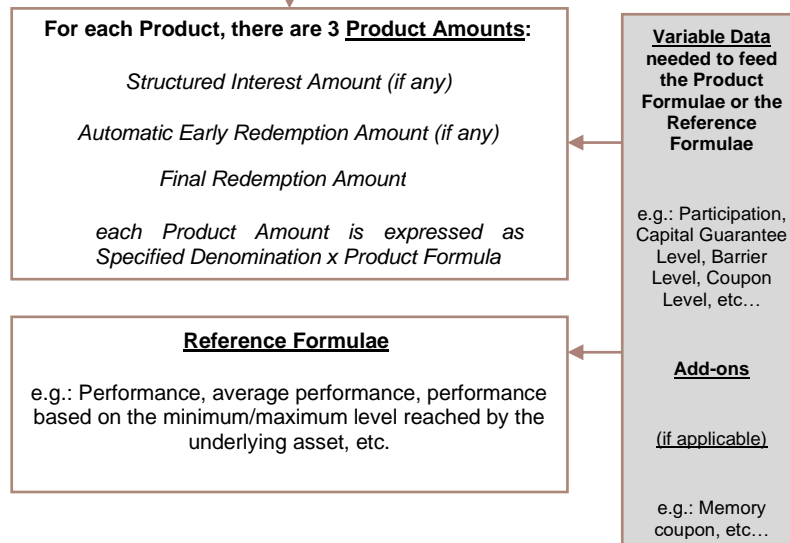 For each Product, there are 3 Product Amounts:
Structured Interest Amount (if any)
Automatic Early Redemption Amount (if any)
Final Redemption Amount
each Product Amount is expressed as
Specified Denomination x Product Formula
Reference Formulae
e.g.: Performance, average performance, performance
based on the minimum/maximum level reached by the
underlying asset, etc.
Variable Data
needed to feed
the Product
Formulae or the
Reference
Formulae
e.g.: Participation,
Capital Guarantee
Level, Barrier
Level, Coupon
Level, etc…
Add-ons
(if applicable)
e.g.: Memory
coupon, etc…